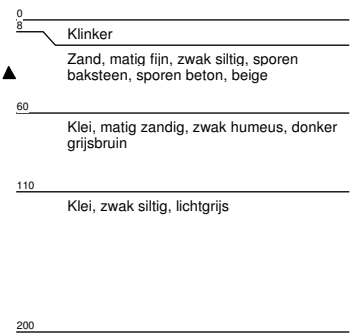 0
8
Klinker
Zand, matig fijn, zwak siltig, sporen
baksteen, sporen beton, beige
60
Klei, matig zandig, zwak humeus, donker
grijsbruin
110
Klei, zwak siltig, lichtgrijs
200